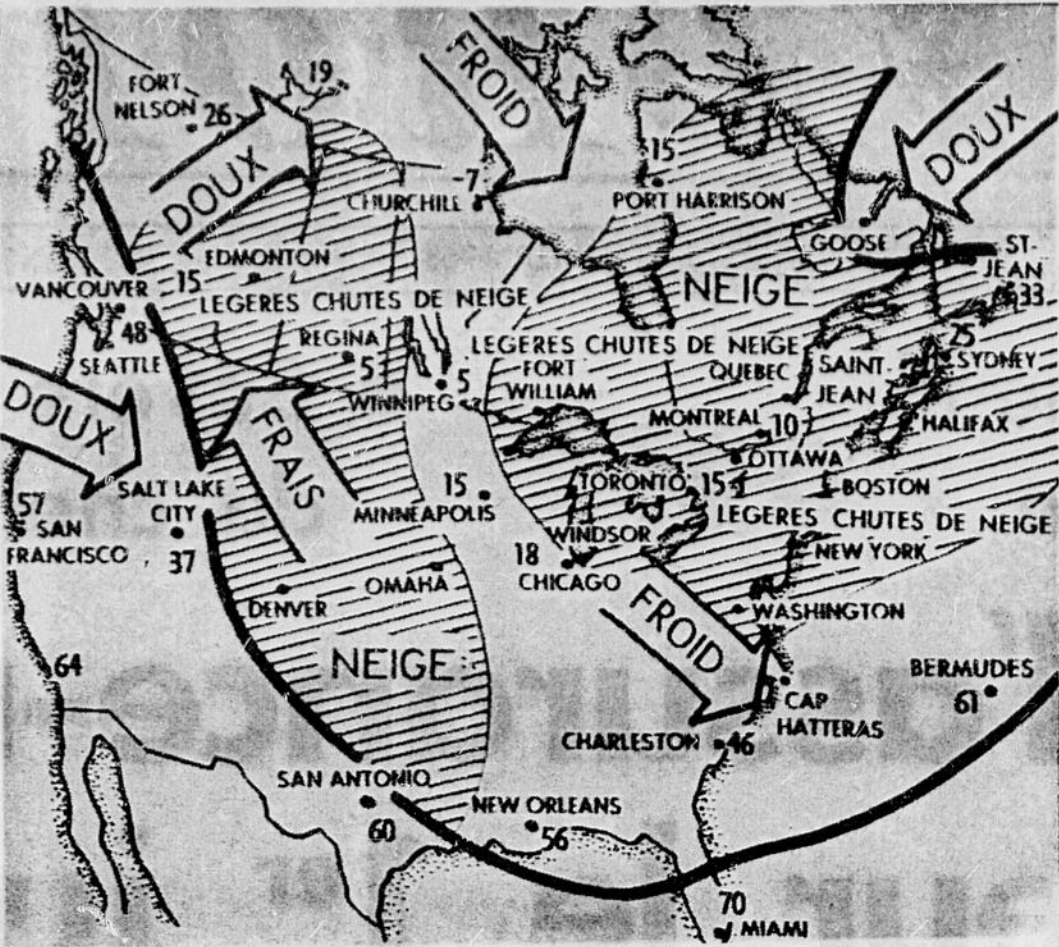 FORT
NELSON
26
19
FROID
DOUX
-7
CHURCHILL
15
PORT HARRISON
DOUX
GOOSE
ST-
JEAN
33
15
EDMONTON
VANCOUVER
48
SEATTLE
LEGERES CHUTES DE NEIGE
NEIGE
REGINA
5
5
WINNIPEG
LEGERES CHUTES DE NEIGE
FORT
WILLIAM
QUEBEC
SAINT-
JEAN
25
SYDNEY
HALIFAX
MONTREAL
10
OTTAWA
DOUX
FRAIS
57
SAN
FRANCISCO
SALT LAKE
CITY
37
15
MINNEAPOLIS
TORONTO
15
BOSTON
LEGERES CHUTES DE NEIGE
WINDSOR
NEW YORK
18
CHICAGO
OMAHA
DENVER
FROID
WASHINGTON
NEIGE
64
BERMUDES
61
CAP
HATTERAS
CHARLESTON
46
SAN ANTONIO
60
NEW ORLEANS
56
70
MIAMI